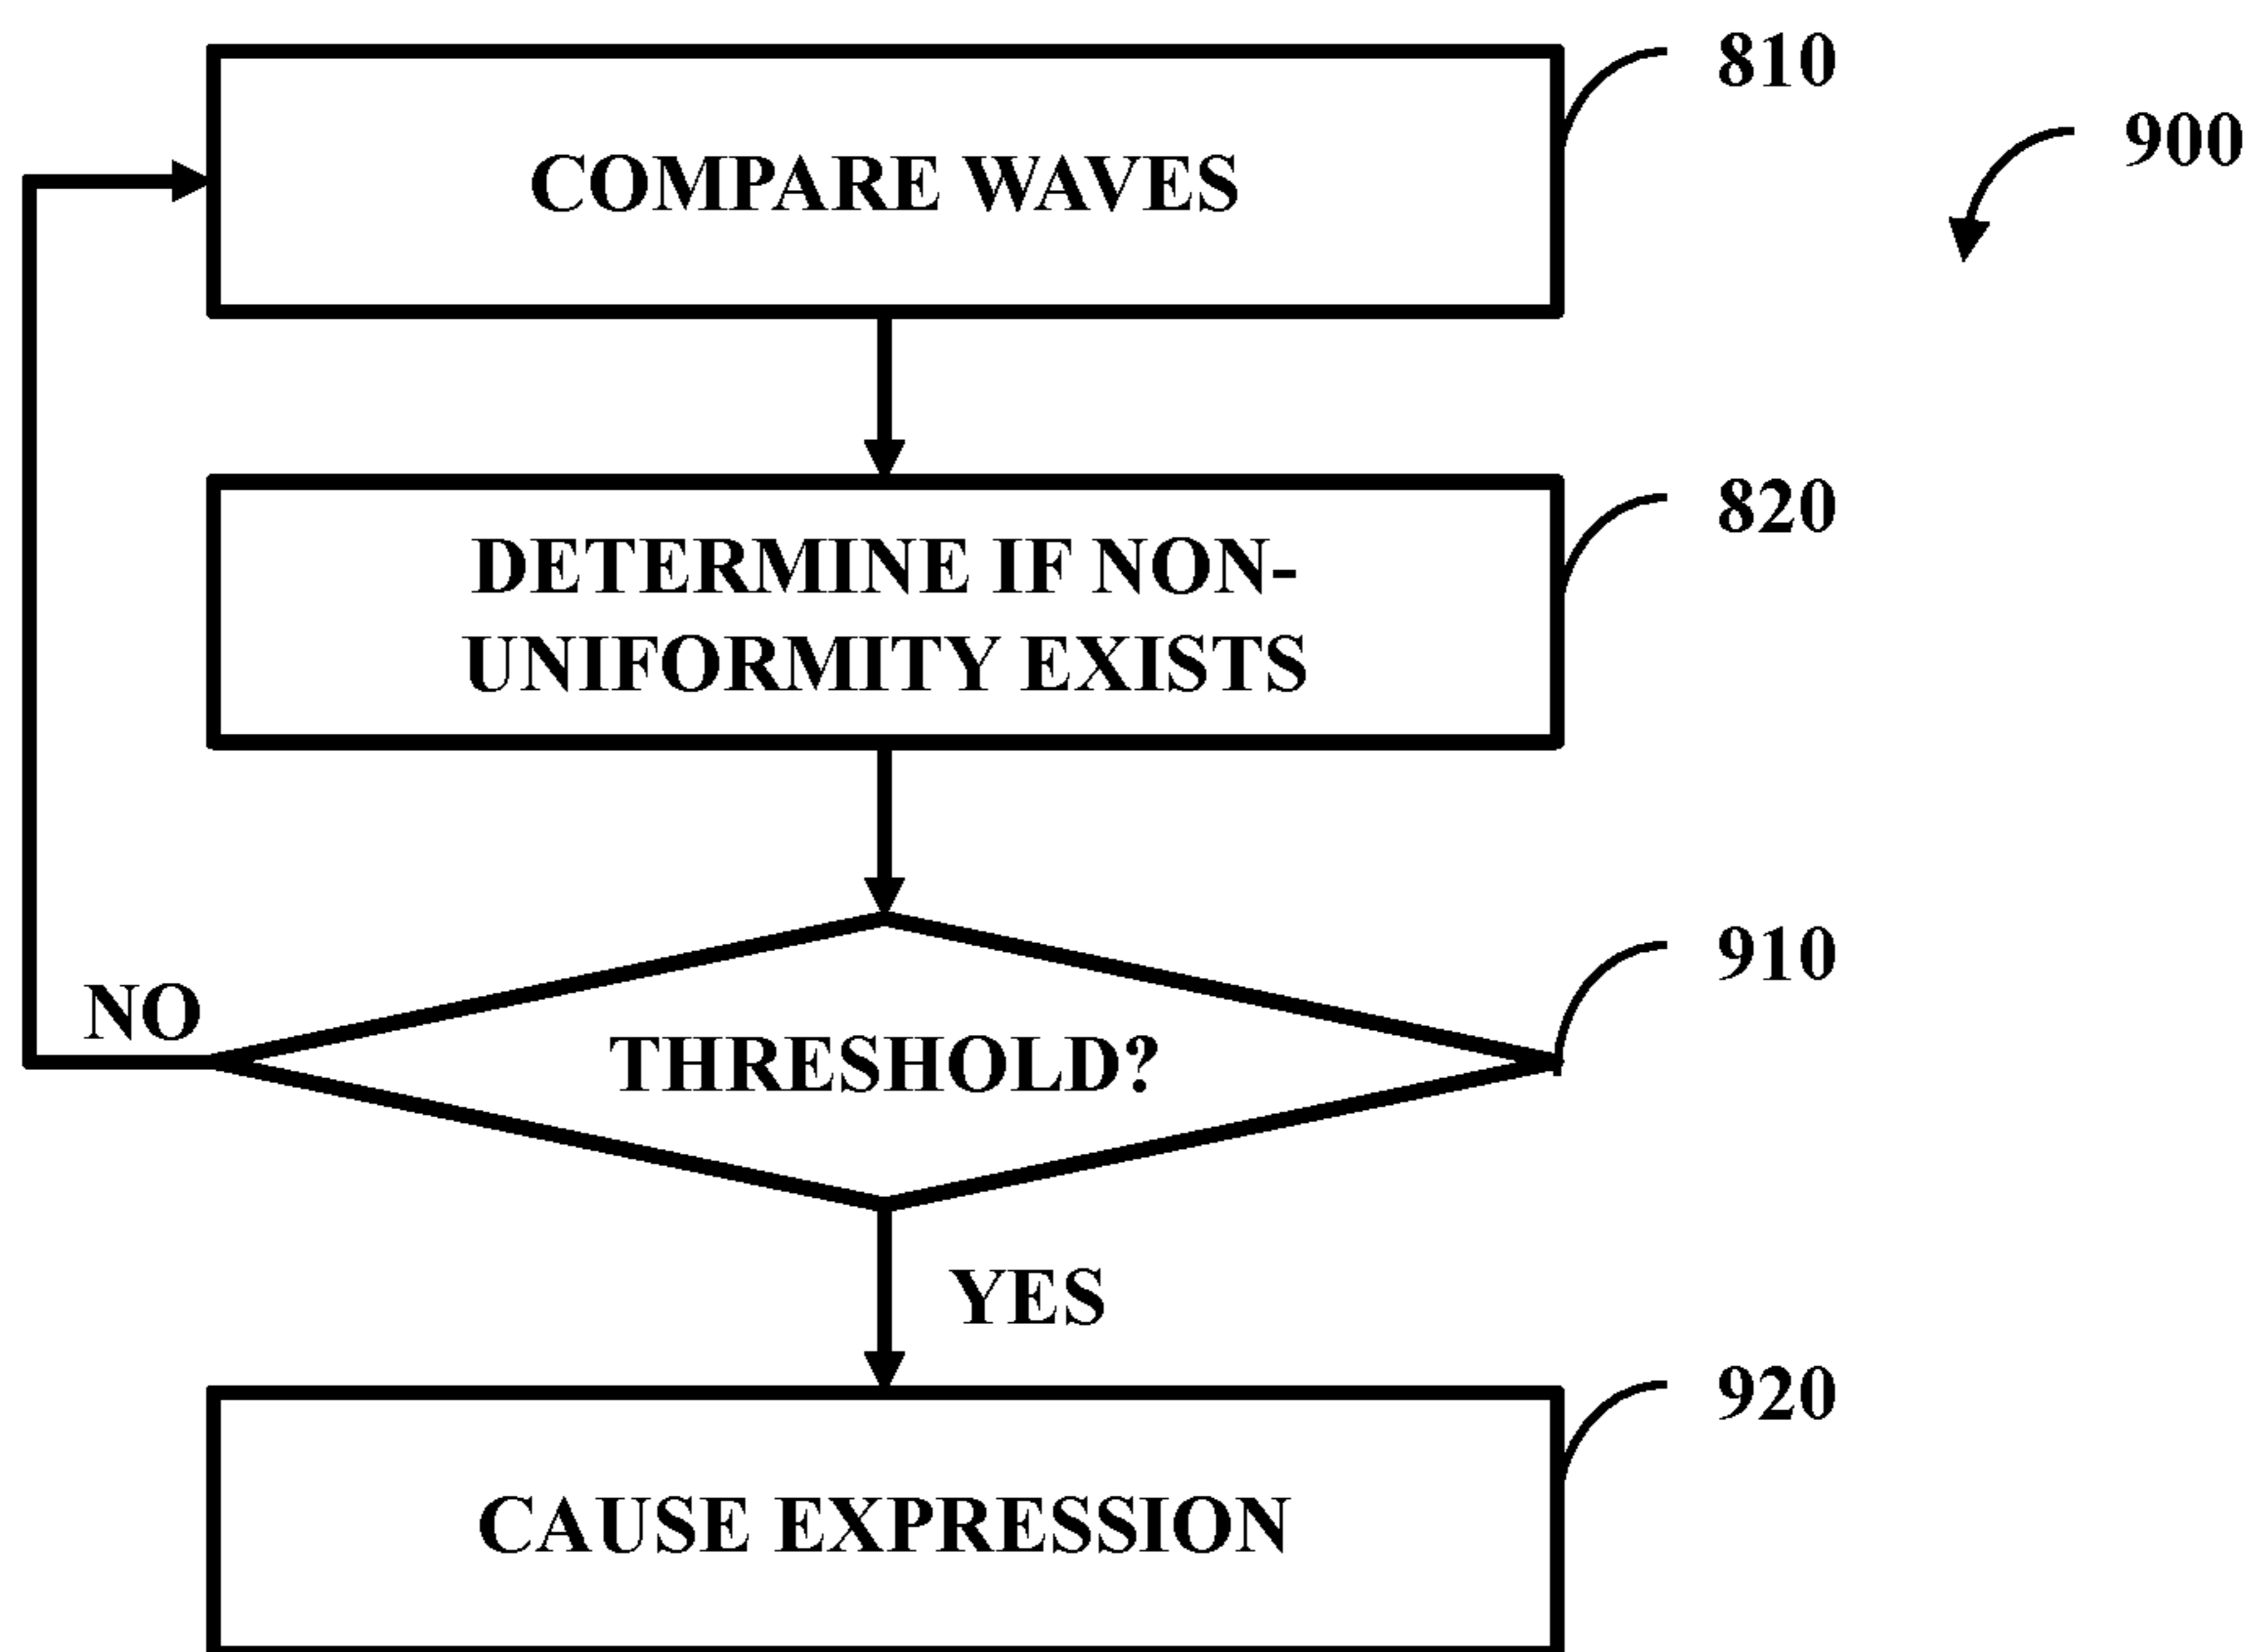 810
900
COMPARE WAVES
820
DETERMINE IF NON-
UNIFORMITY EXISTS
910
NO
THRESHOLD?
YES
920
CAUSE EXPRESSION